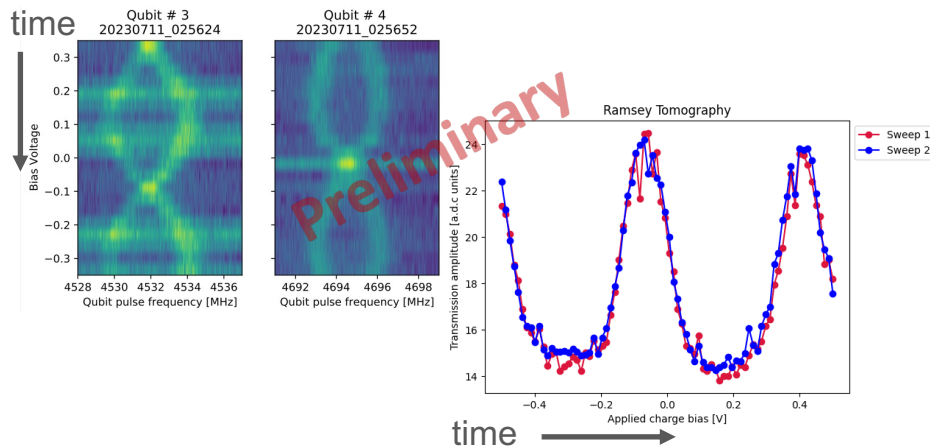 time
Qubit # 3
20230711_025624
Qubit # 4
20230711_025652
Bias Voltage
0.3
0.2
0.1
0.0
−0.1
−0.2
−0.3
4528 4530 4532 4534 4536
4692 4694 4696 4698
Qubit pulse frequency [MHz]
Qubit pulse frequency [MHz]
Preliminary
Ramsey Tomography
Sweep 1
Sweep 2
Transmission amplitude [a.d.c units]
24
22
20
18
16
14
−0.4 −0.2 0.0 0.2 0.4
Applied charge bias [V]
time